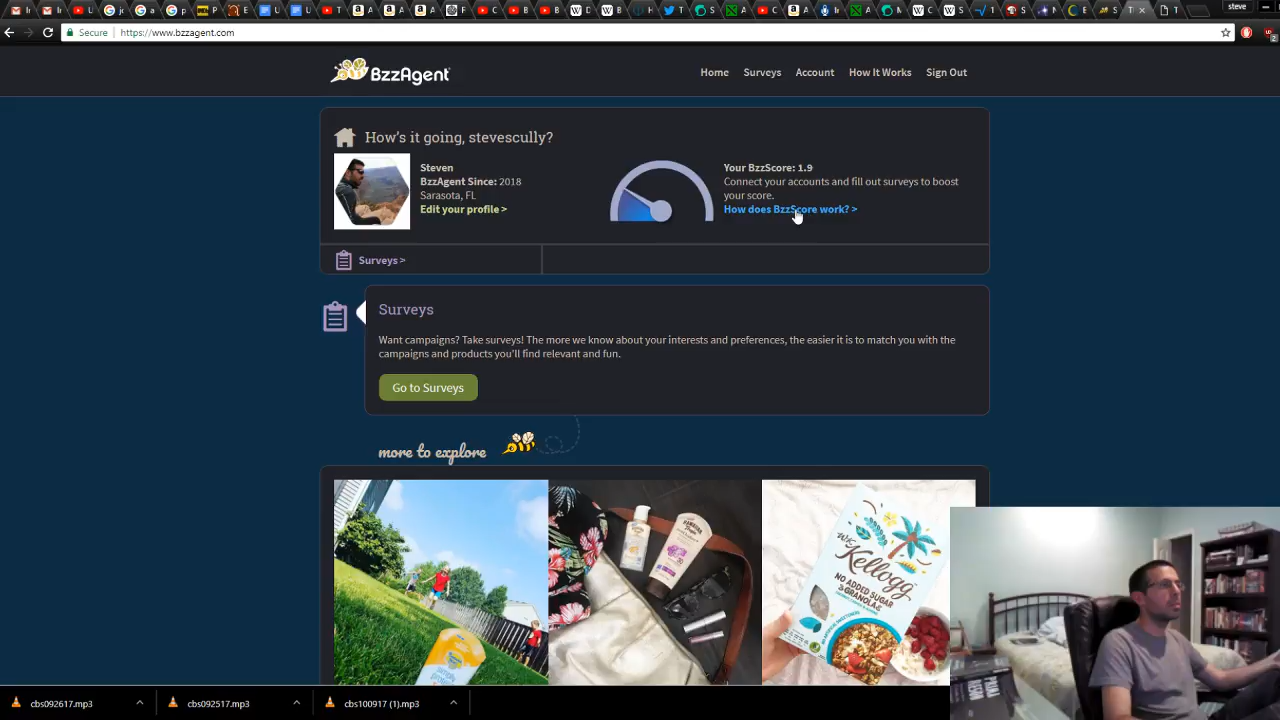 steve
Secure https://www.bzzagent.com
BzzAgent
Home Surveys Account How It Works Sign Out
How's it going, stevescully?
Steven
BzzAgent Since: 2018
Sarasota, FL
Edit your profile >
Your BzzScore: 1.9
Connect your accounts and fill out surveys to boost
your score.
How does BzzScore work? >
Surveys >
Surveys
Want campaigns? Take surveys! The more we know about your interests and preferences, the easier it is to match you with the
campaigns and products you'll find relevant and fun.
Go to Surveys
more to explore
WK Kellogg
NO ADDED SUGAR
GRANOLA
cbs092617.mp3 cbs092517.mp3 cbs100917 (1).mp3